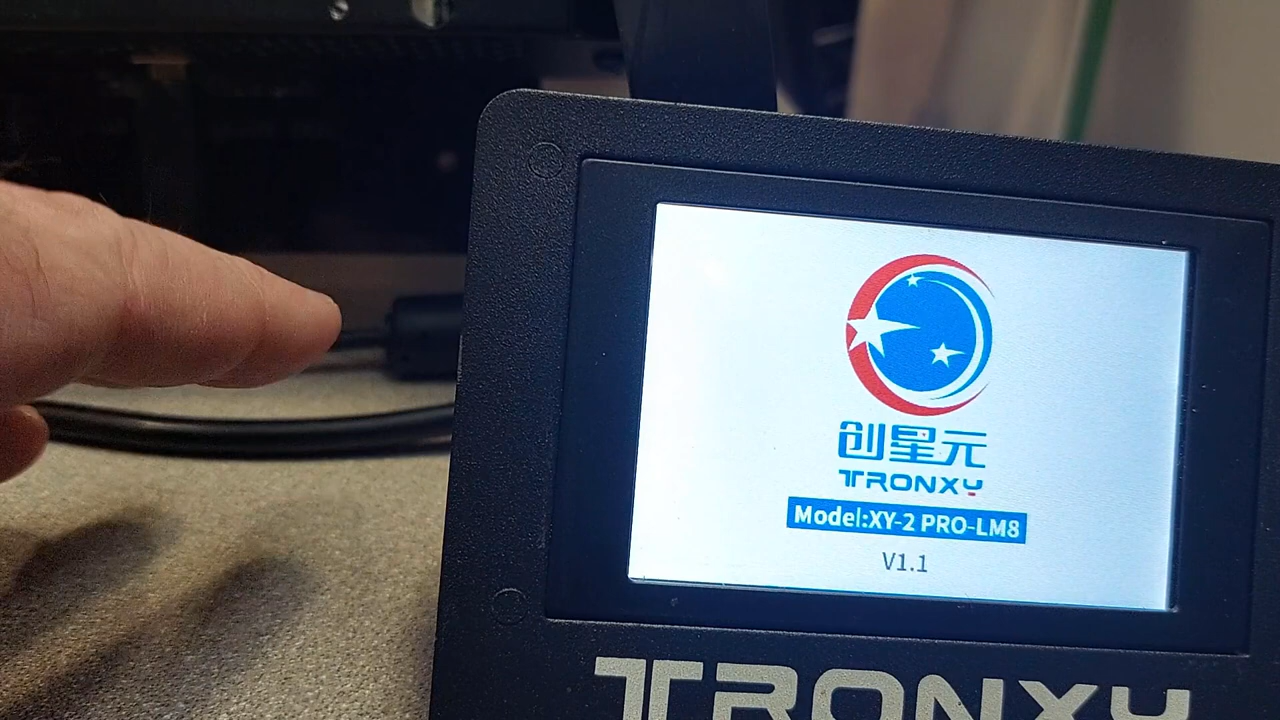 创星元
TRONXY
Model:XY-2 PRO-LM8
V1.1
TRONXY